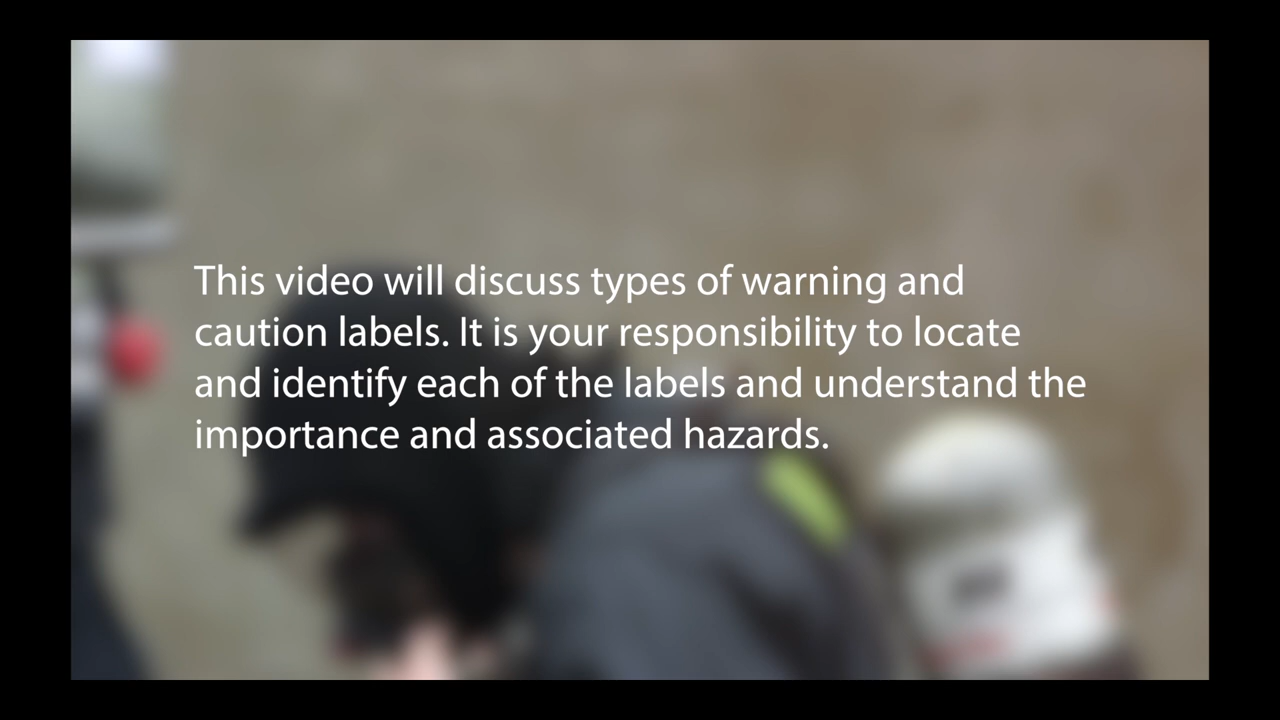 This video will discuss types of warning and
caution labels. It is your responsibility to locate
and identify each of the labels and understand the
importance and associated hazards.